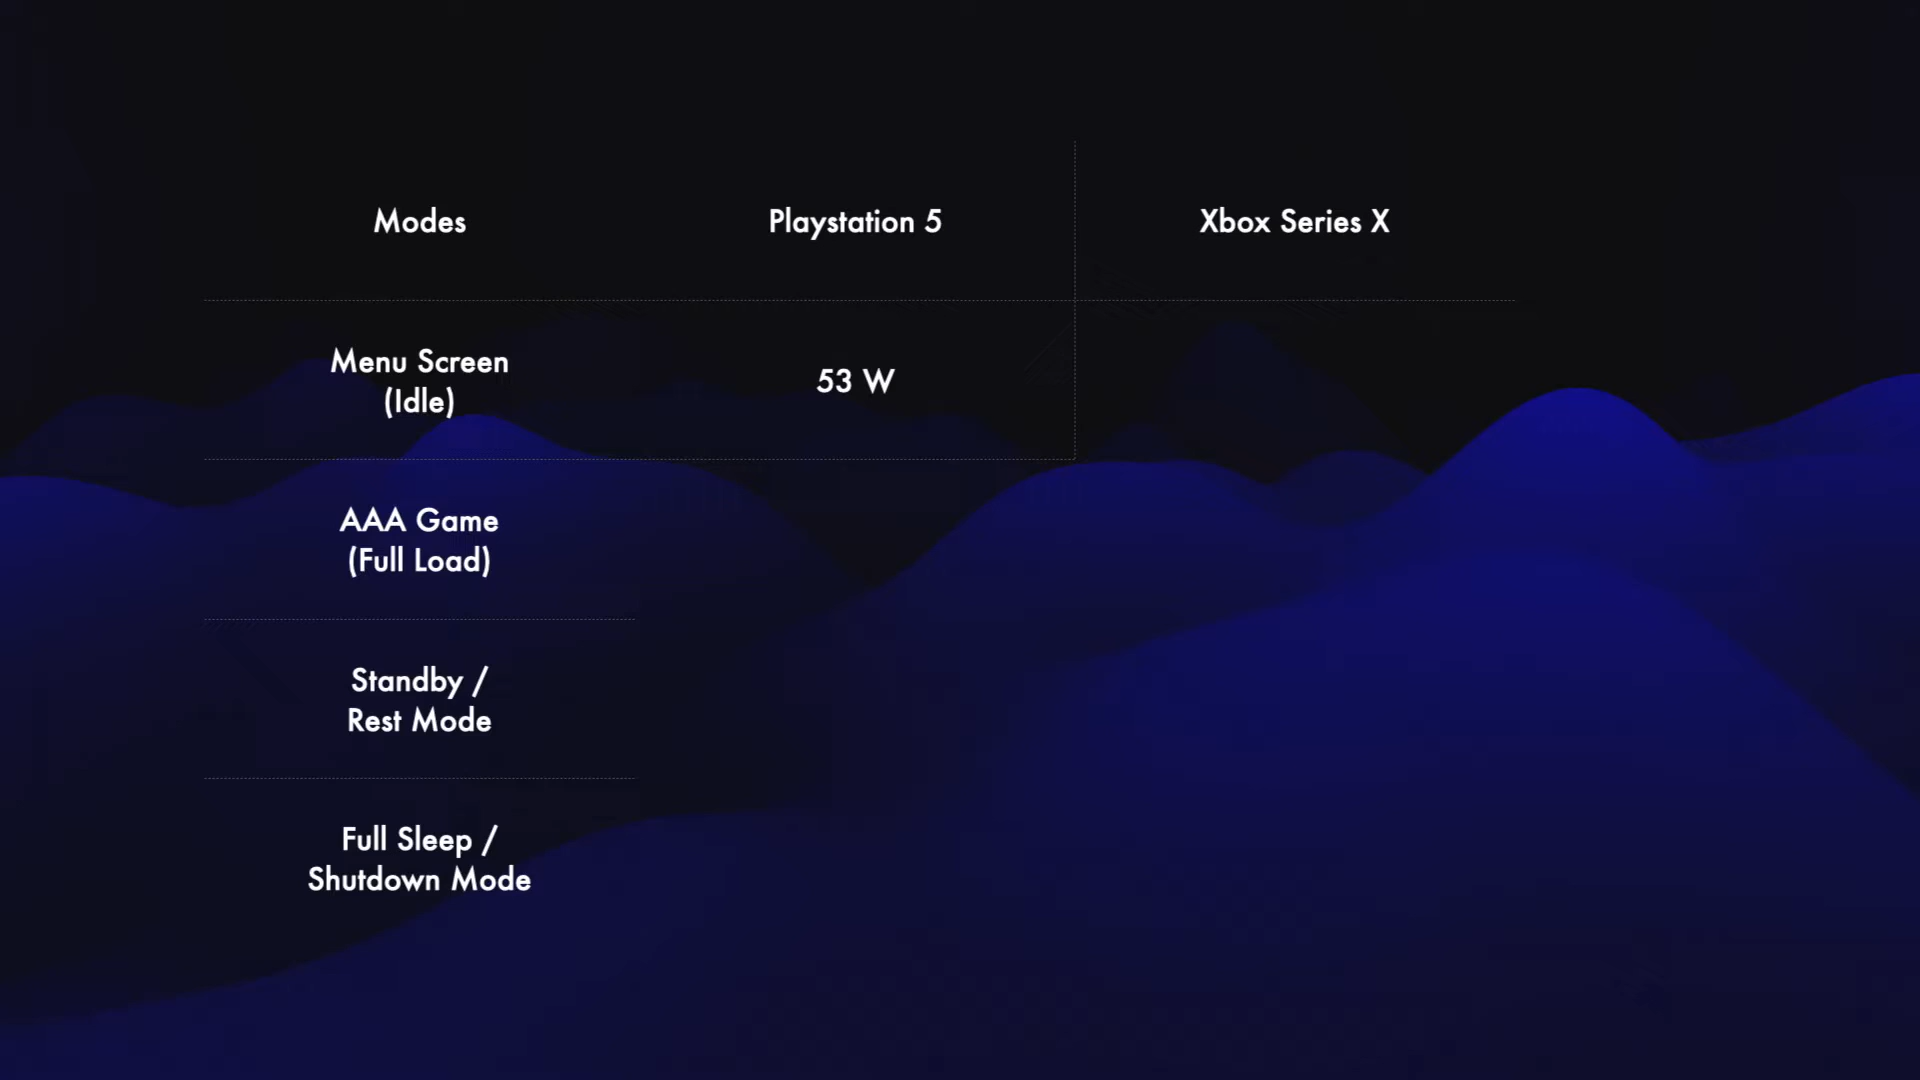 Modes
Playstation 5
Xbox Series X
Menu Screen
(Idle)
53 W
AAA Game
(Full Load)
Standby /
Rest Mode
Full Sleep /
Shutdown Mode